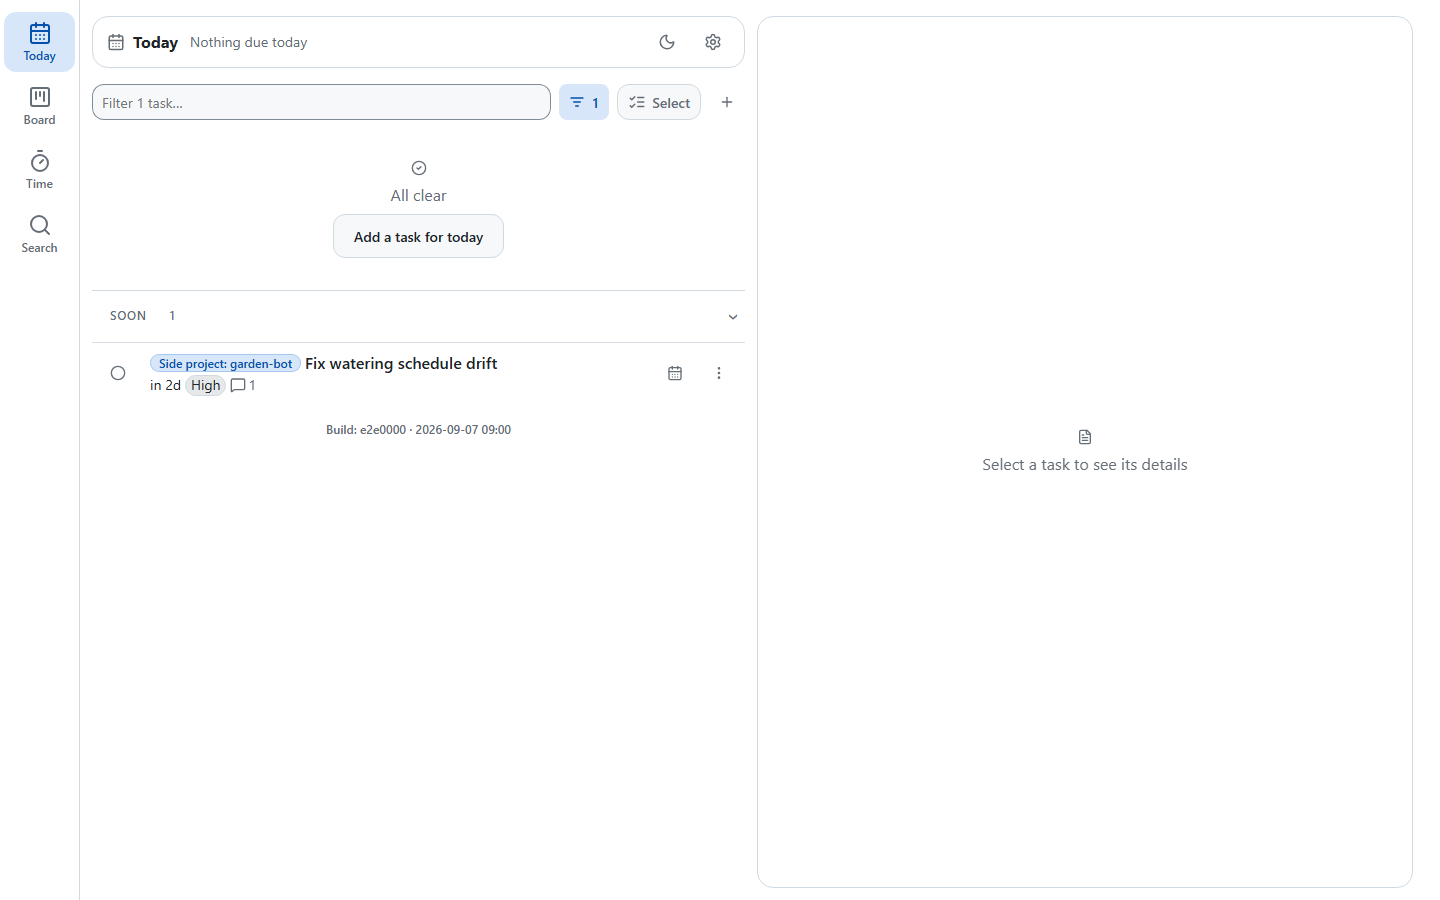 Today
Board
Time
Search
Today Nothing due today
Filter 1 task...
1
Select
All clear
Add a task for today
SOON 1
Side project: garden-bot Fix watering schedule drift
in 2d High 1
Build: e2e0000 · 2026-09-07 09:00
Select a task to see its details